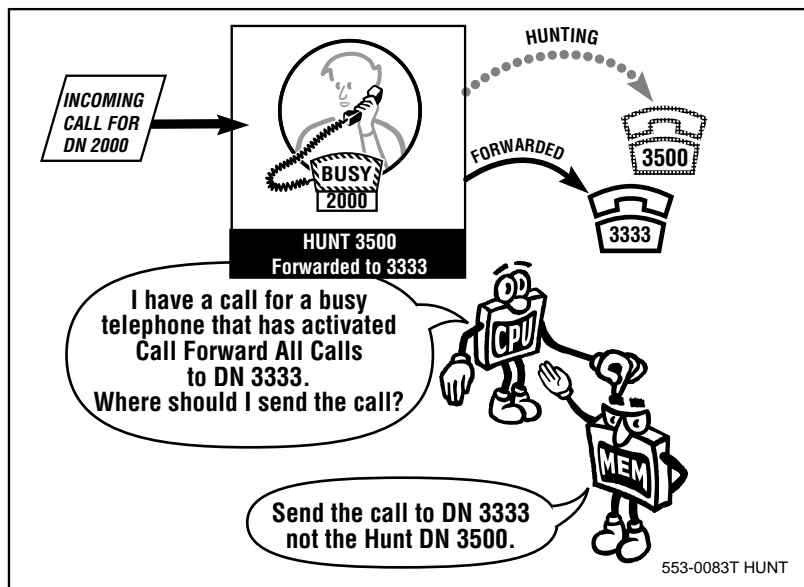 HUNTING
INCOMING
CALL FOR
DN 2000
FORWARDED
3500
BUSY
2000
3333
HUNT 3500
Forwarded to 3333
I have a call for a busy
telephone that has activated
Call Forward All Calls
to DN 3333.
Where should I send the call?
CPU
MEM
Send the call to DN 3333
not the Hunt DN 3500.
553-0083T HUNT